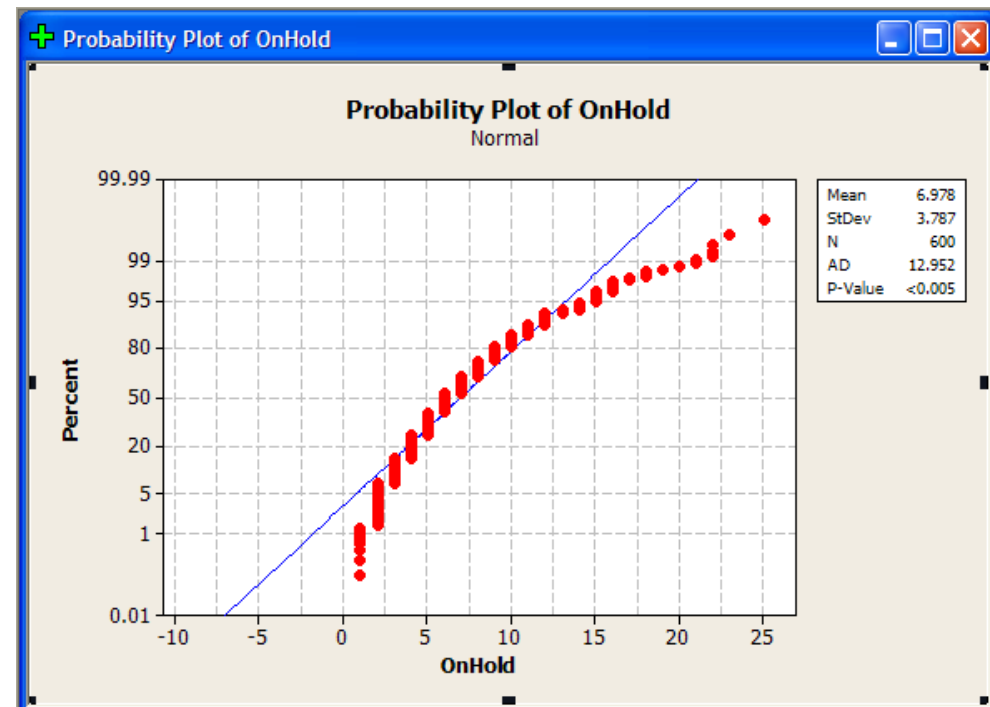 Probability Plot of OnHold
Probability Plot of OnHold
Normal
99.99
99
95
80
50
20
5
1
0.01
Percent
-10 -5 0 5 10 15 20 25
OnHold
Mean 6.978
StDev 3.787
N 600
AD 12.952
P-Value <0.005